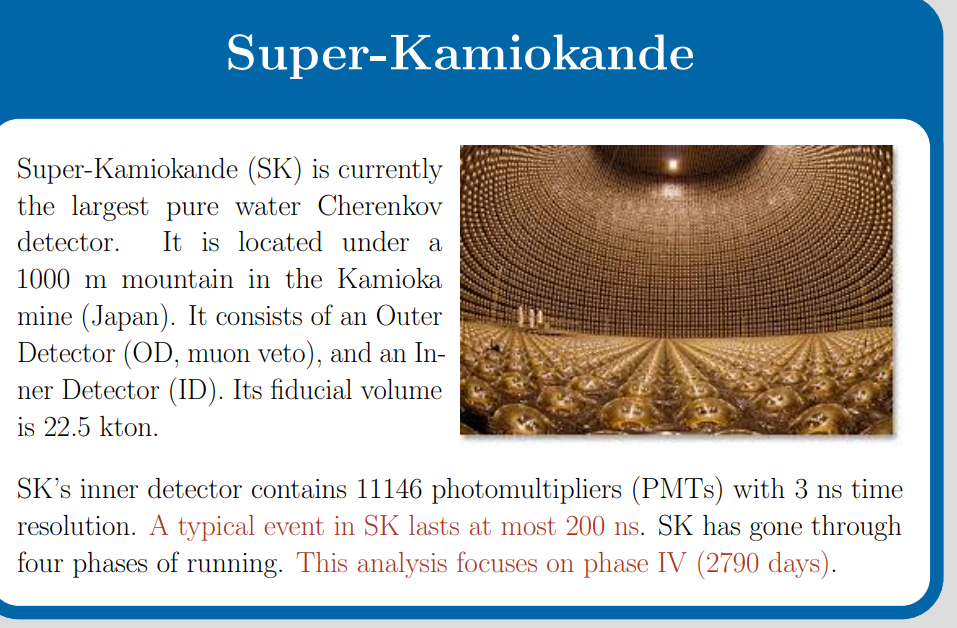 Super-Kamiokande
Super-Kamiokande (SK) is currently
the largest pure water Cherenkov
detector. It is located under a
1000 m mountain in the Kamioka
mine (Japan). It consists of an Outer
Detector (OD, muon veto), and an In-
ner Detector (ID). Its fiducial volume
is 22.5 kton.
SK's inner detector contains 11146 photomultipliers (PMTs) with 3 ns time
resolution. A typical event in SK lasts at most 200 ns. SK has gone through
four phases of running. This analysis focuses on phase IV (2790 days).